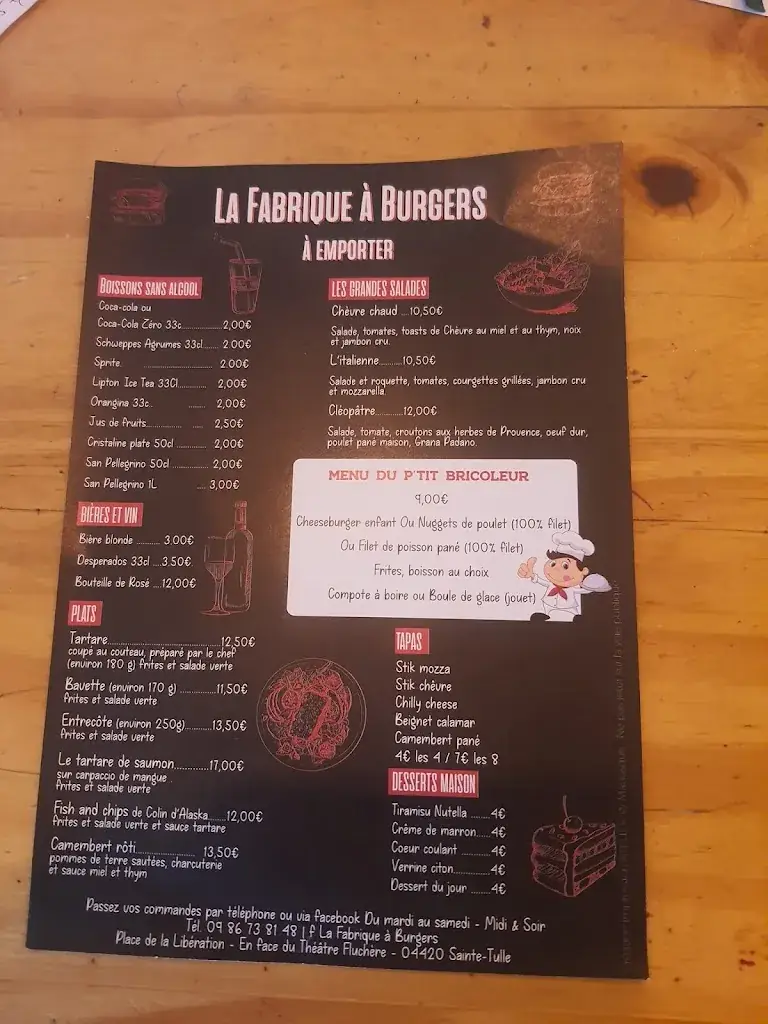 LA FABRIQUE À BURGERS
À EMPORTER
BOISSONS SANS ALCOOL
Coca-cola ou
Coca-Cola Zéro 33c..............2,00€
Schweppes Agrumes 33cl...... 2.00€
Sprite. ........................ 2.00€
Lipton Ice Tea 33Cl........... 2,00€
Orangina 33c. ...... 2,00€
Jus de fruits............... ..... 2,50€
Cristaline plate 50cl ............. 2,00€
San Pellegrino 50cl ............. 2,00€
San Pellegrino 1L .... 3,00€
BIÈRES ET VIN
Bière blonde ......... 3.00€
Desperados 33cl ....3.50€
Bouteille de Rosé ....12,00€
PLATS
Tartare.......................................12,50€
coupé au couteau, préparé par le chef
(environ 180 g) frites et salade verte
Bavette (environ 170 g) .............11,50€
frites et salade verte
Entrecôte (environ 250g).........13,50€
frites et salade verte
Le tartare de saumon............17,00€
sur carpaccio de mangue
frites et salade verte
Fish and chips de Colin d'Alaska.......12,00€
frites et salade verte et sauce tartare
Camembert rôti..................... 13,50€
pommes de terre sautées, charcuterie
et sauce miel et thym
LES GRANDES SALADES
Chèvre chaud ...10,50€
Salade, tomates, toasts de Chèvre au miel et au thym, noix
et jambon cru.
L'italienne.........10,50€
Salade et roquette, tomates, courgettes grillées, jambon cru
et mozzarella.
Cléopâtre...........12,00€
Salade, tomate, croutons aux herbes de Provence, oeuf dur,
poulet pané maison, Grana Padano.
MENU DU P'TIT BRICOLEUR
9,00€
Cheeseburger enfant Ou Nuggets de poulet (100% filet)
Ou Filet de poisson pané (100% filet)
Frites, boisson au choix
Compote à boire ou Boule de glace (jouet)
TAPAS
Stik mozza
Stik chèvre
Chilly cheese
Beignet calamar
Camembert pané
4€ les 4 / 7€ les 8
DESSERTS MAISON
Tiramisu Nutella ........4€
Crème de marron.......4€
Coeur coulant ...........4€
Verrine citon.............4€
Dessert du jour ........4€
Passez vos commandes par téléphone ou via facebook Du mardi au samedi - Midi & Soir
Tél. 09 86 73 81 48 | f La Fabrique à Burgers
Place de la Libération - En face du Théâtre Fluchère - 04420 Sainte-Tulle
Ne pas jeter sur la voie publique